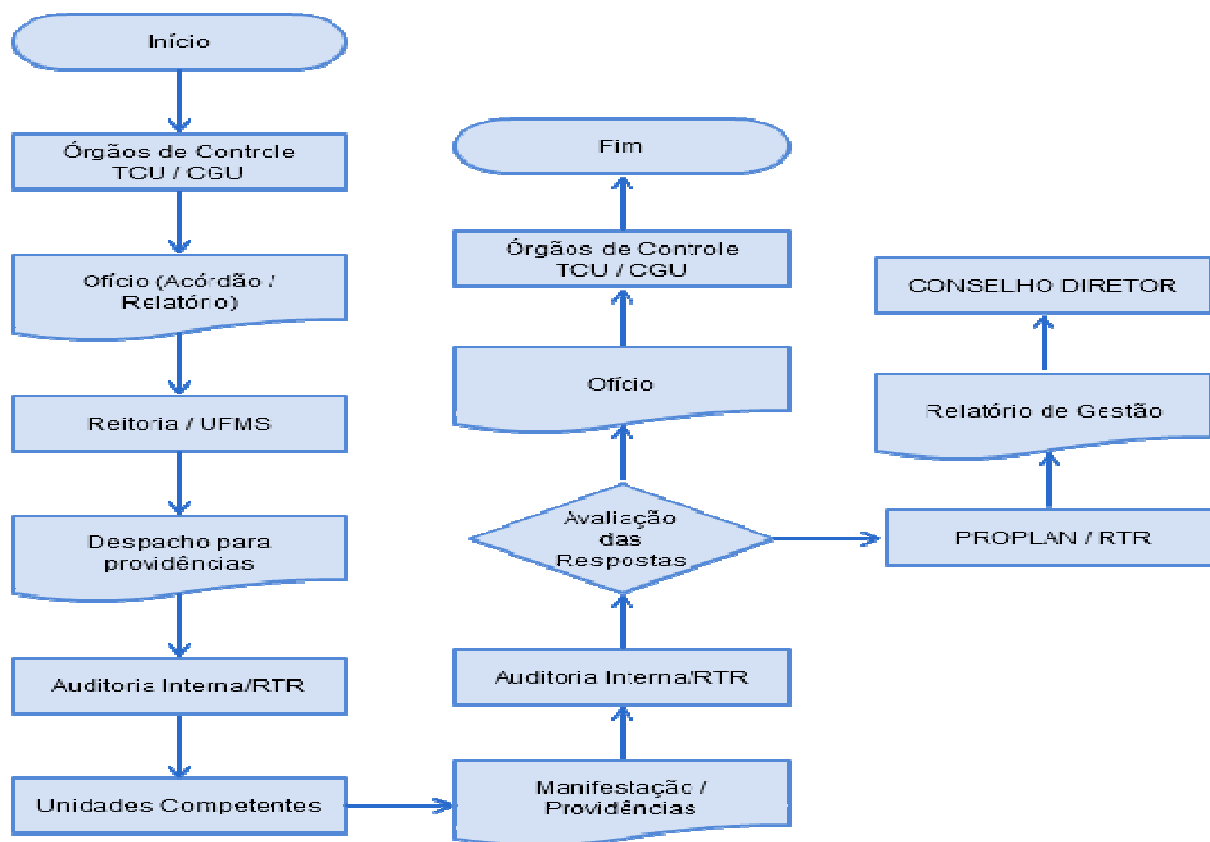 Início
Órgãos de Controle
TCU / CGU
Ofício (Acórdão /
Relatório)
Reitoria / UFMS
Despacho para
providências
Auditoria Interna/RTR
Unidades Competentes
Manifestação /
Providências
Auditoria Interna/RTR
Avaliação
das
Respostas
Ofício
Órgãos de Controle
TCU / CGU
Fim
PROPLAN / RTR
Relatório de Gestão
CONSELHO DIRETOR